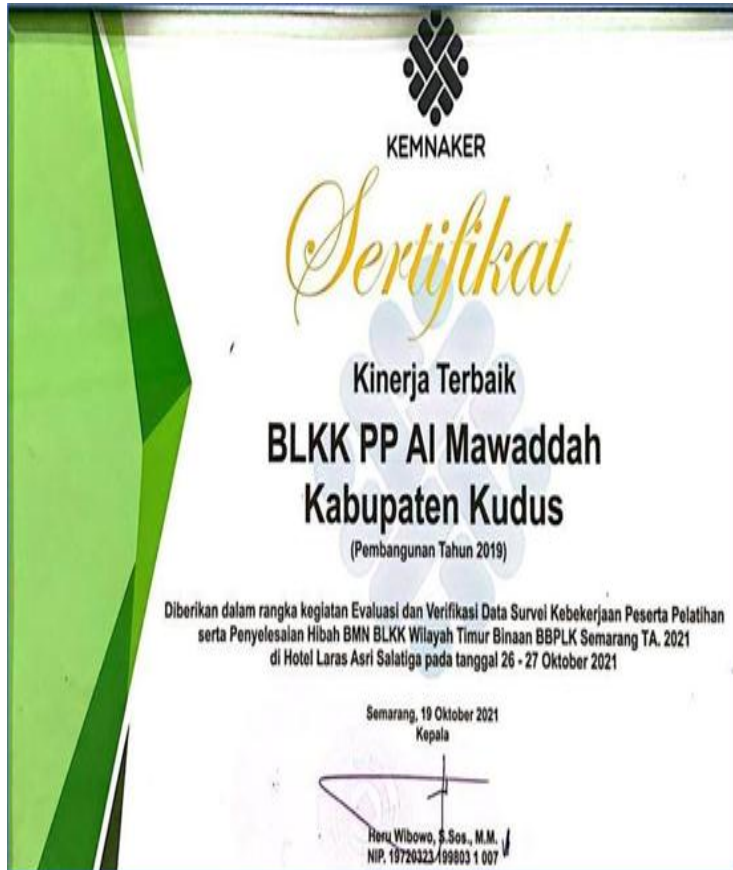 KEMNAKER
Sertifikat
Kinerja Terbaik
BLKK PP Al Mawaddah
Kabupaten Kudus
(Pembangunan Tahun 2019)
Diberikan dalam rangka kegiatan Evaluasi dan Verifikasi Data Survei Kebekerjaan Peserta Pelatihan
serta Penyelesaian Hibah BMN BLKK Wilayah Timur Binaan BBPLK Semarang TA. 2021
di Hotel Laras Asri Salatiga pada tanggal 26 - 27 Oktober 2021
Semarang, 19 Oktober 2021
Kepala
Heru Wibowo, S.Sos., M.M.
NIP. 19720323 199803 1 007